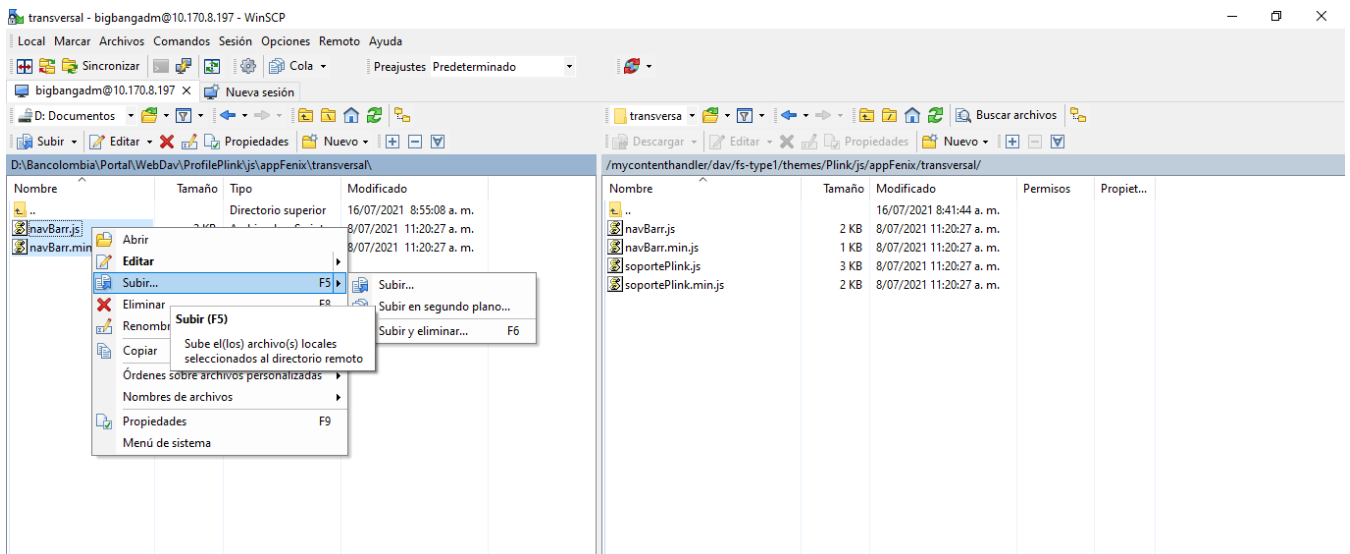 transversal - bigbangadm@10.170.8.197 - WinSCP
Local Marcar Archivos Comandos Sesión Opciones Remoto Ayuda
Sincronizar Cola Preajustes Predeterminado
bigbangadm@10.170.8.197 × Nueva sesión
D: Documentos
transversa Buscar archivos
Subir Editar Propiedades Nuevo
Descargar Editar Propiedades Nuevo
D:\Bancolombia\Portal\WebDav\ProfilePlink\js\appFenix\transversal\
/mycontenthandler/dav/fs-type1/themes/Plink/js/appFenix/transversal/
Nombre Tamaño Tipo Modificado
.. Directorio superior 16/07/2021 8:55:08 a. m.
navBarr.js 8/07/2021 11:20:27 a. m.
navBarr.min 8/07/2021 11:20:27 a. m.
Abrir
Editar
Subir... F5
Eliminar F8
Renombr
Copiar
Órdenes sobre archivos personalizadas
Nombres de archivos
Propiedades F9
Menú de sistema
Subir (F5)
Sube el(los) archivo(s) locales
seleccionados al directorio remoto
Subir...
Subir en segundo plano...
Subir y eliminar... F6
Nombre Tamaño Modificado Permisos Propiet...
.. 16/07/2021 8:41:44 a. m.
navBarr.js 2 KB 8/07/2021 11:20:27 a. m.
navBarr.min.js 1 KB 8/07/2021 11:20:27 a. m.
soportePlink.js 3 KB 8/07/2021 11:20:27 a. m.
soportePlink.min.js 2 KB 8/07/2021 11:20:27 a. m.